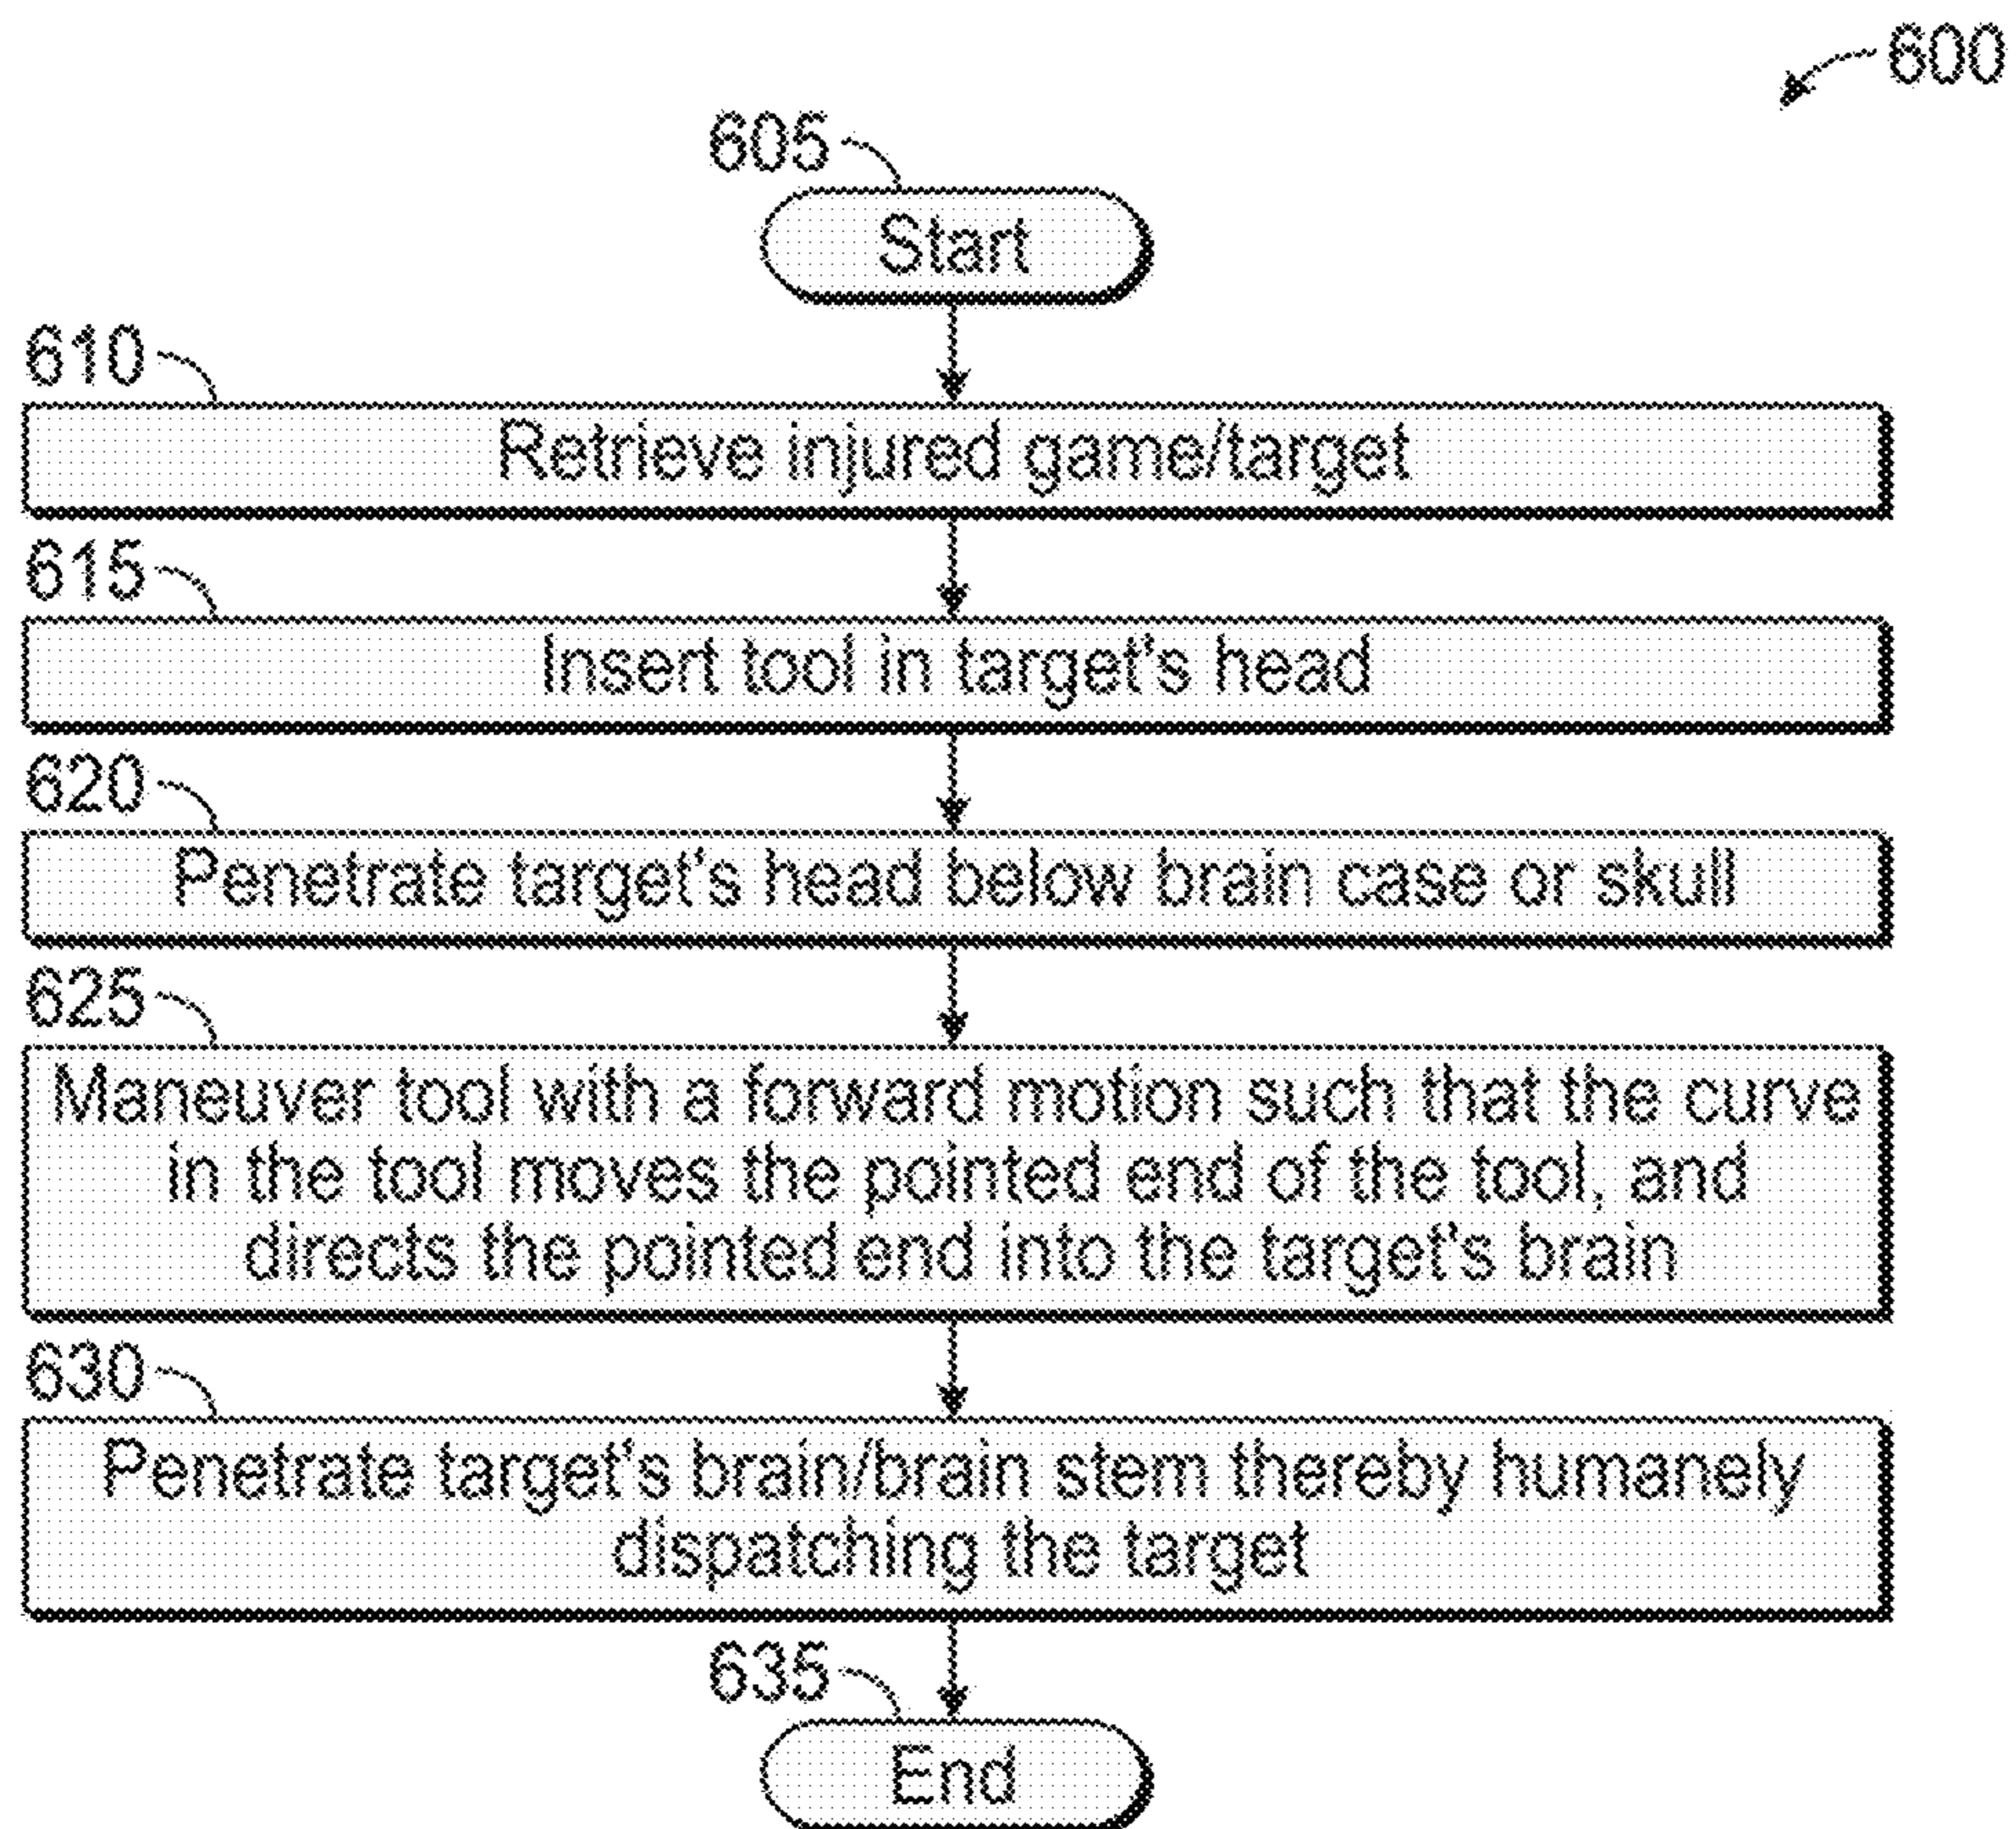 600
605
Start
610
Retrieve injured game/target
615
Insert tool in target's head
620
Penetrate target's head below brain case or skull
625
Maneuver tool with a forward motion such that the curve
in the tool moves the pointed end of the tool, and
directs the pointed end into the target's brain
630
Penetrate target's brain/brain stem thereby humanely
dispatching the target
635
End